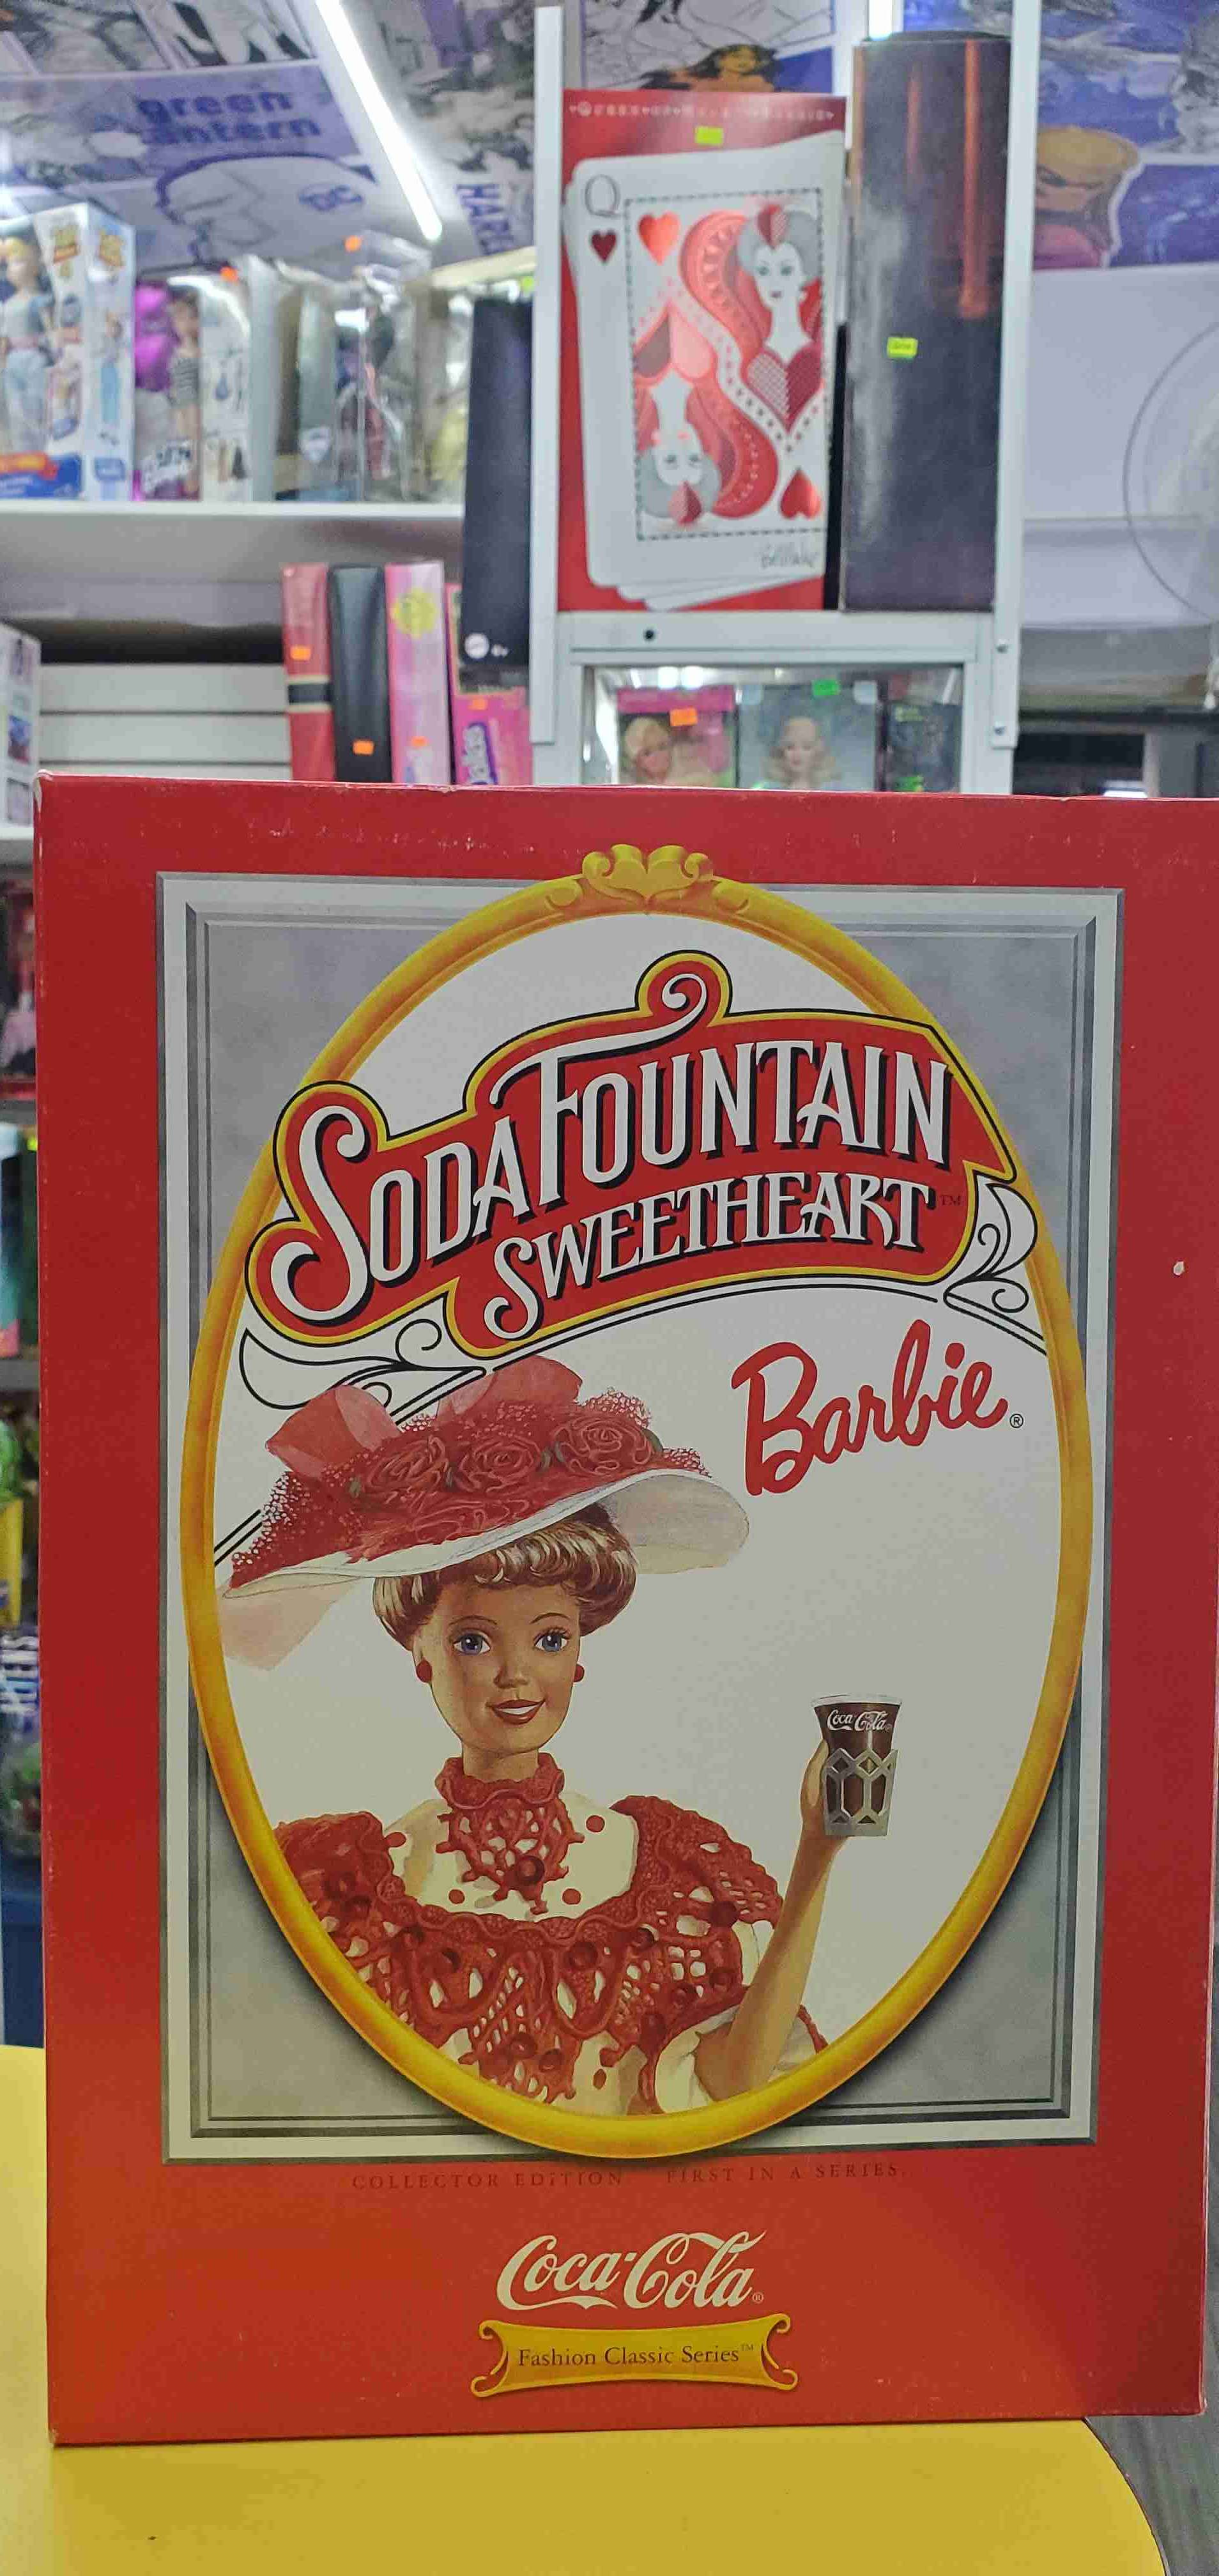 green
lantern
DC
Q
SODA FOUNTAIN
SWEETHEART™
Barbie®
Coca-Cola
COLLECTOR EDITION FIRST IN A SERIES.
Coca-Cola®
Fashion Classic Series™